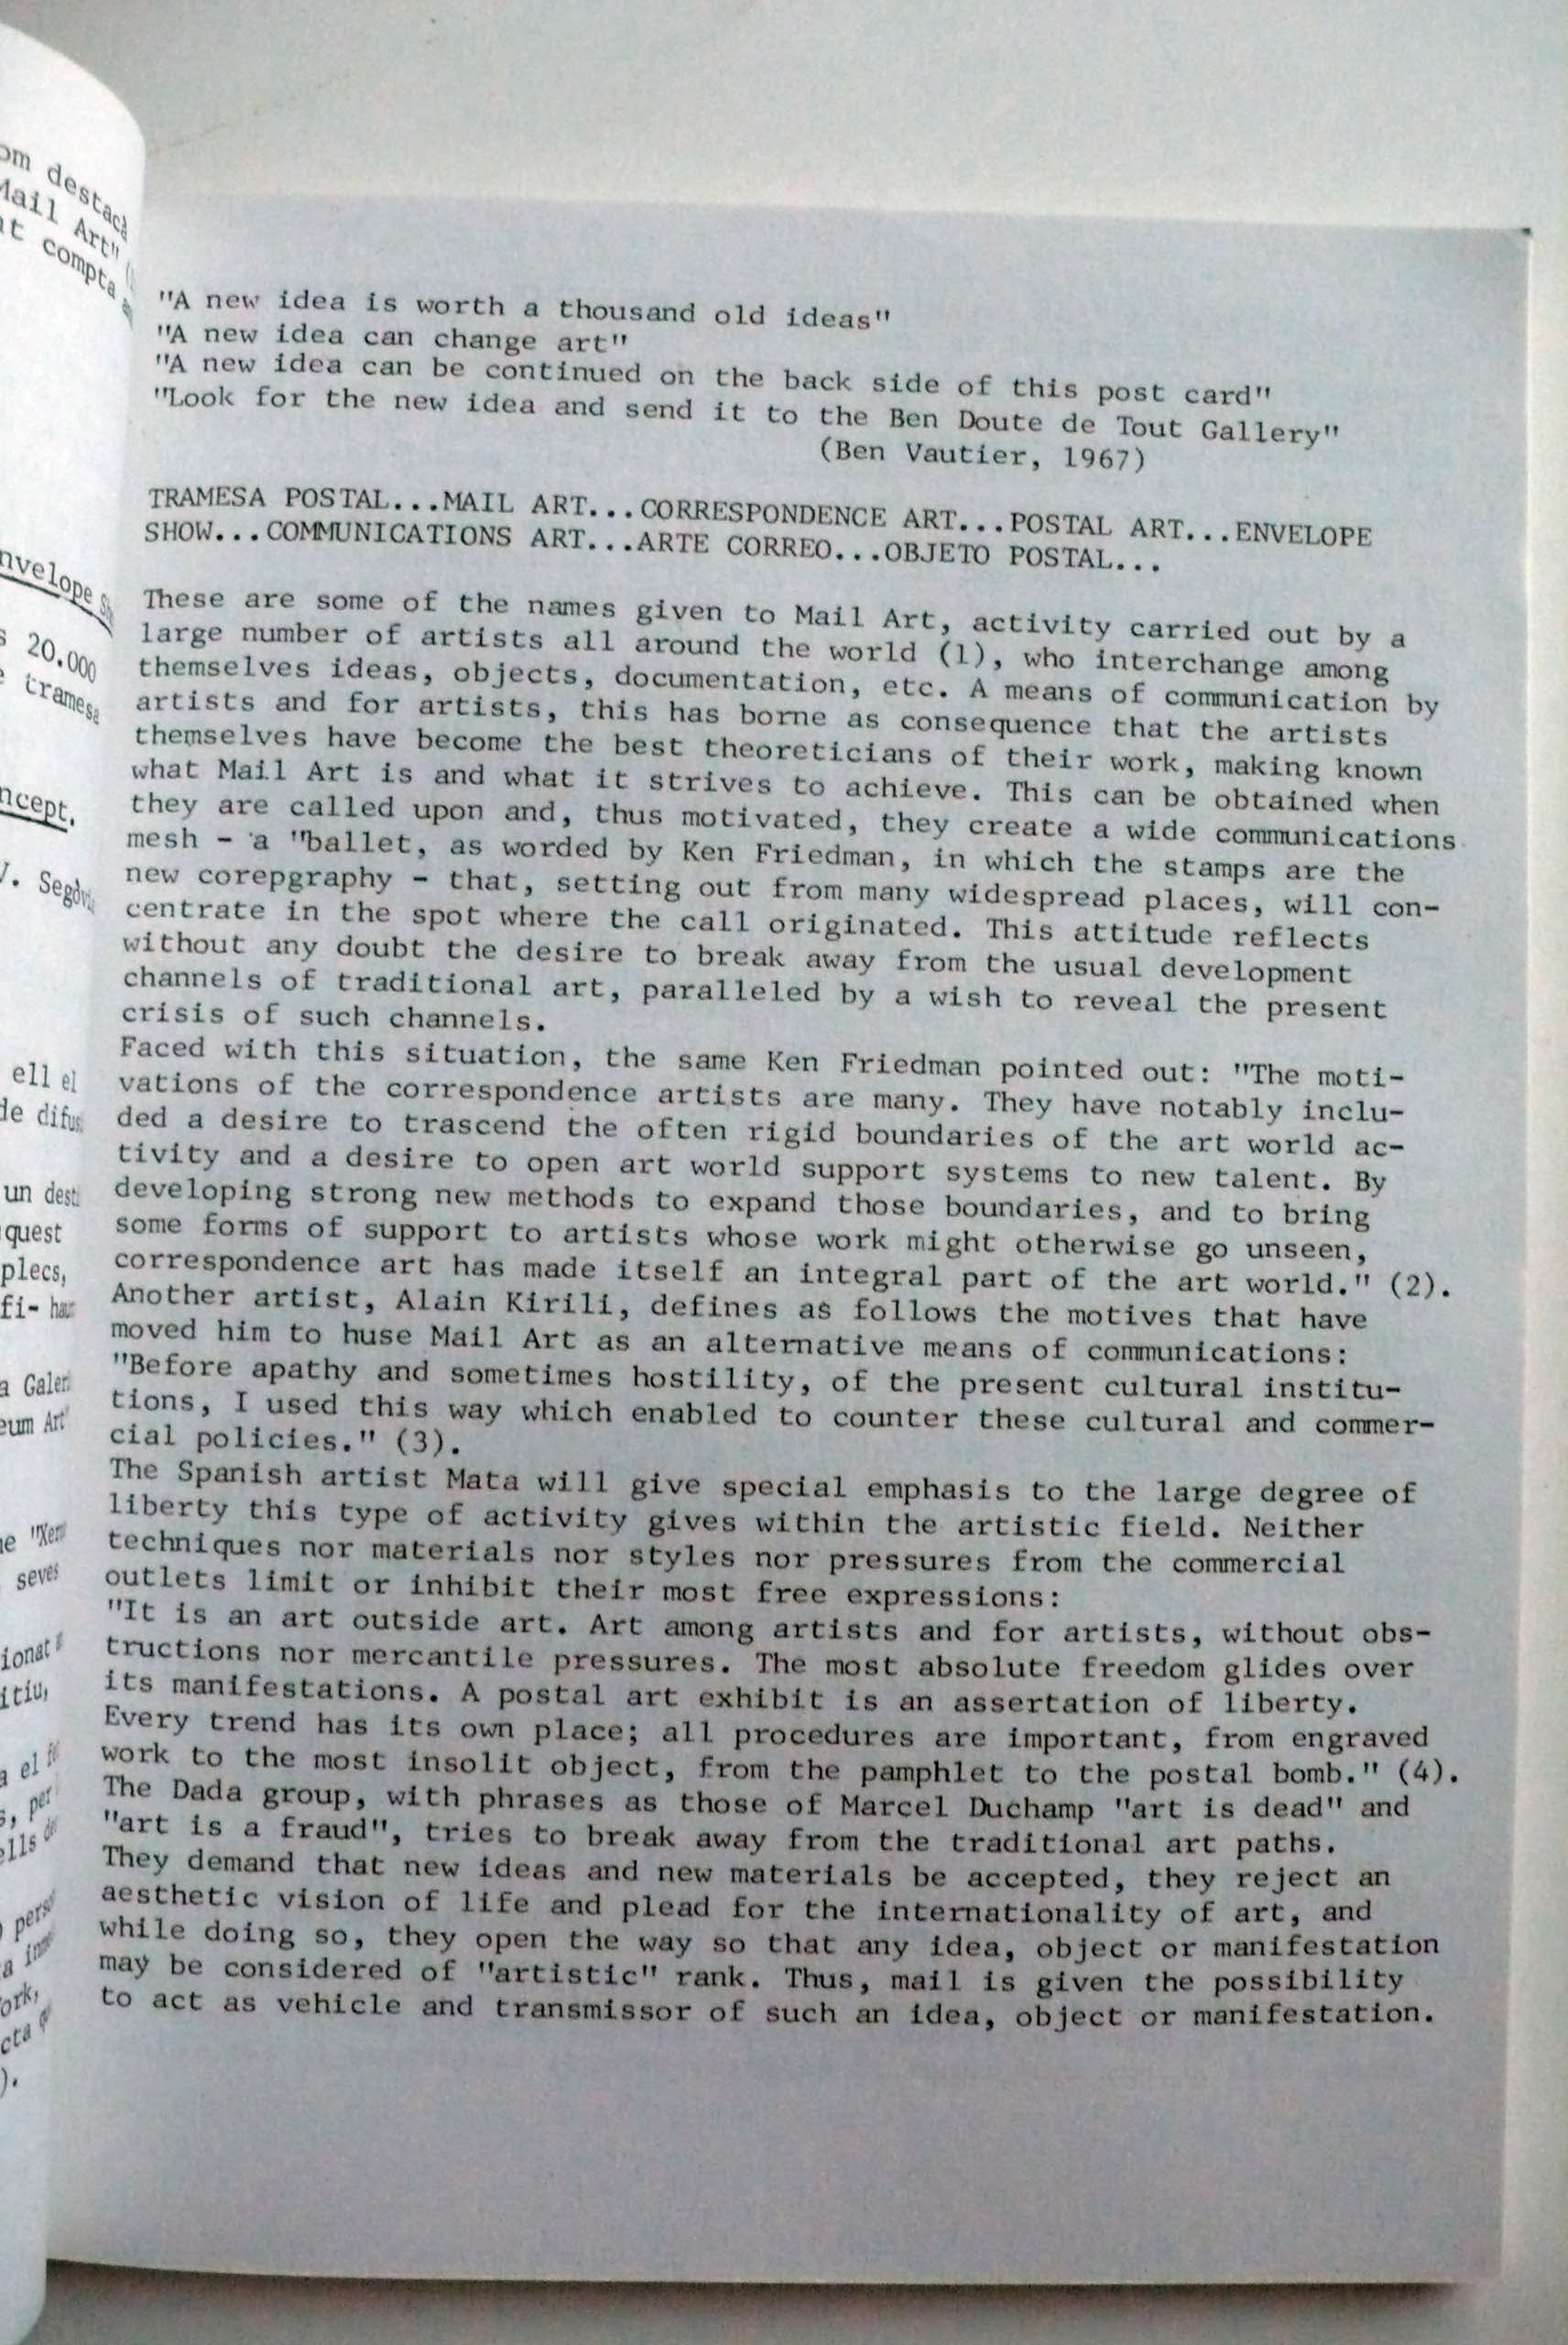 destaca
Mail Art"
compta
"A new idea is worth a thousand old ideas"
"A new idea can change art"
"A new idea can be continued on the back side of this post card"
"Look for the new idea and send it to the Ben Doute de Tout Gallery"
(Ben Vautier, 1967)
TRAMESA POSTAL...MAIL ART...CORRESPONDENCE ART...POSTAL ART...ENVELOPE
SHOW...COMMUNICATIONS ART...ARTE CORREO...OBJETO POSTAL...
These are some of the names given to Mail Art, activity carried out by a
large number of artists all around the world (1), who interchange among
themselves ideas, objects, documentation, etc. A means of communication by
artists and for artists, this has borne as consequence that the artists
themselves have become the best theoreticians of their work, making known
what Mail Art is and what it strives to achieve. This can be obtained when
they are called upon and, thus motivated, they create a wide communications
mesh - a "ballet, as worded by Ken Friedman, in which the stamps are the
new corepgraphy - that, setting out from many widespread places, will con-
centrate in the spot where the call originated. This attitude reflects
without any doubt the desire to break away from the usual development
channels of traditional art, paralleled by a wish to reveal the present
crisis of such channels.
Faced with this situation, the same Ken Friedman pointed out: "The moti-
vations of the correspondence artists are many. They have notably inclu-
ded a desire to trascend the often rigid boundaries of the art world ac-
tivity and a desire to open art world support systems to new talent. By
developing strong new methods to expand those boundaries, and to bring
some forms of support to artists whose work might otherwise go unseen,
correspondence art has made itself an integral part of the art world." (2).
Another artist, Alain Kirili, defines as follows the motives that have
moved him to huse Mail Art as an alternative means of communications:
"Before apathy and sometimes hostility, of the present cultural institu-
tions, I used this way which enabled to counter these cultural and commer-
cial policies." (3).
The Spanish artist Mata will give special emphasis to the large degree of
liberty this type of activity gives within the artistic field. Neither
techniques nor materials nor styles nor pressures from the commercial
outlets limit or inhibit their most free expressions:
"It is an art outside art. Art among artists and for artists, without obs-
tructions nor mercantile pressures. The most absolute freedom glides over
its manifestations. A postal art exhibit is an assertation of liberty.
Every trend has its own place; all procedures are important, from engraved
work to the most insolit object, from the pamphlet to the postal bomb." (4).
The Dada group, with phrases as those of Marcel Duchamp "art is dead" and
"art is a fraud", tries to break away from the traditional art paths.
They demand that new ideas and new materials be accepted, they reject an
aesthetic vision of life and plead for the internationality of art, and
while doing so, they open the way so that any idea, object or manifestation
may be considered of "artistic" rank. Thus, mail is given the possibility
to act as vehicle and transmissor of such an idea, object or manifestation.